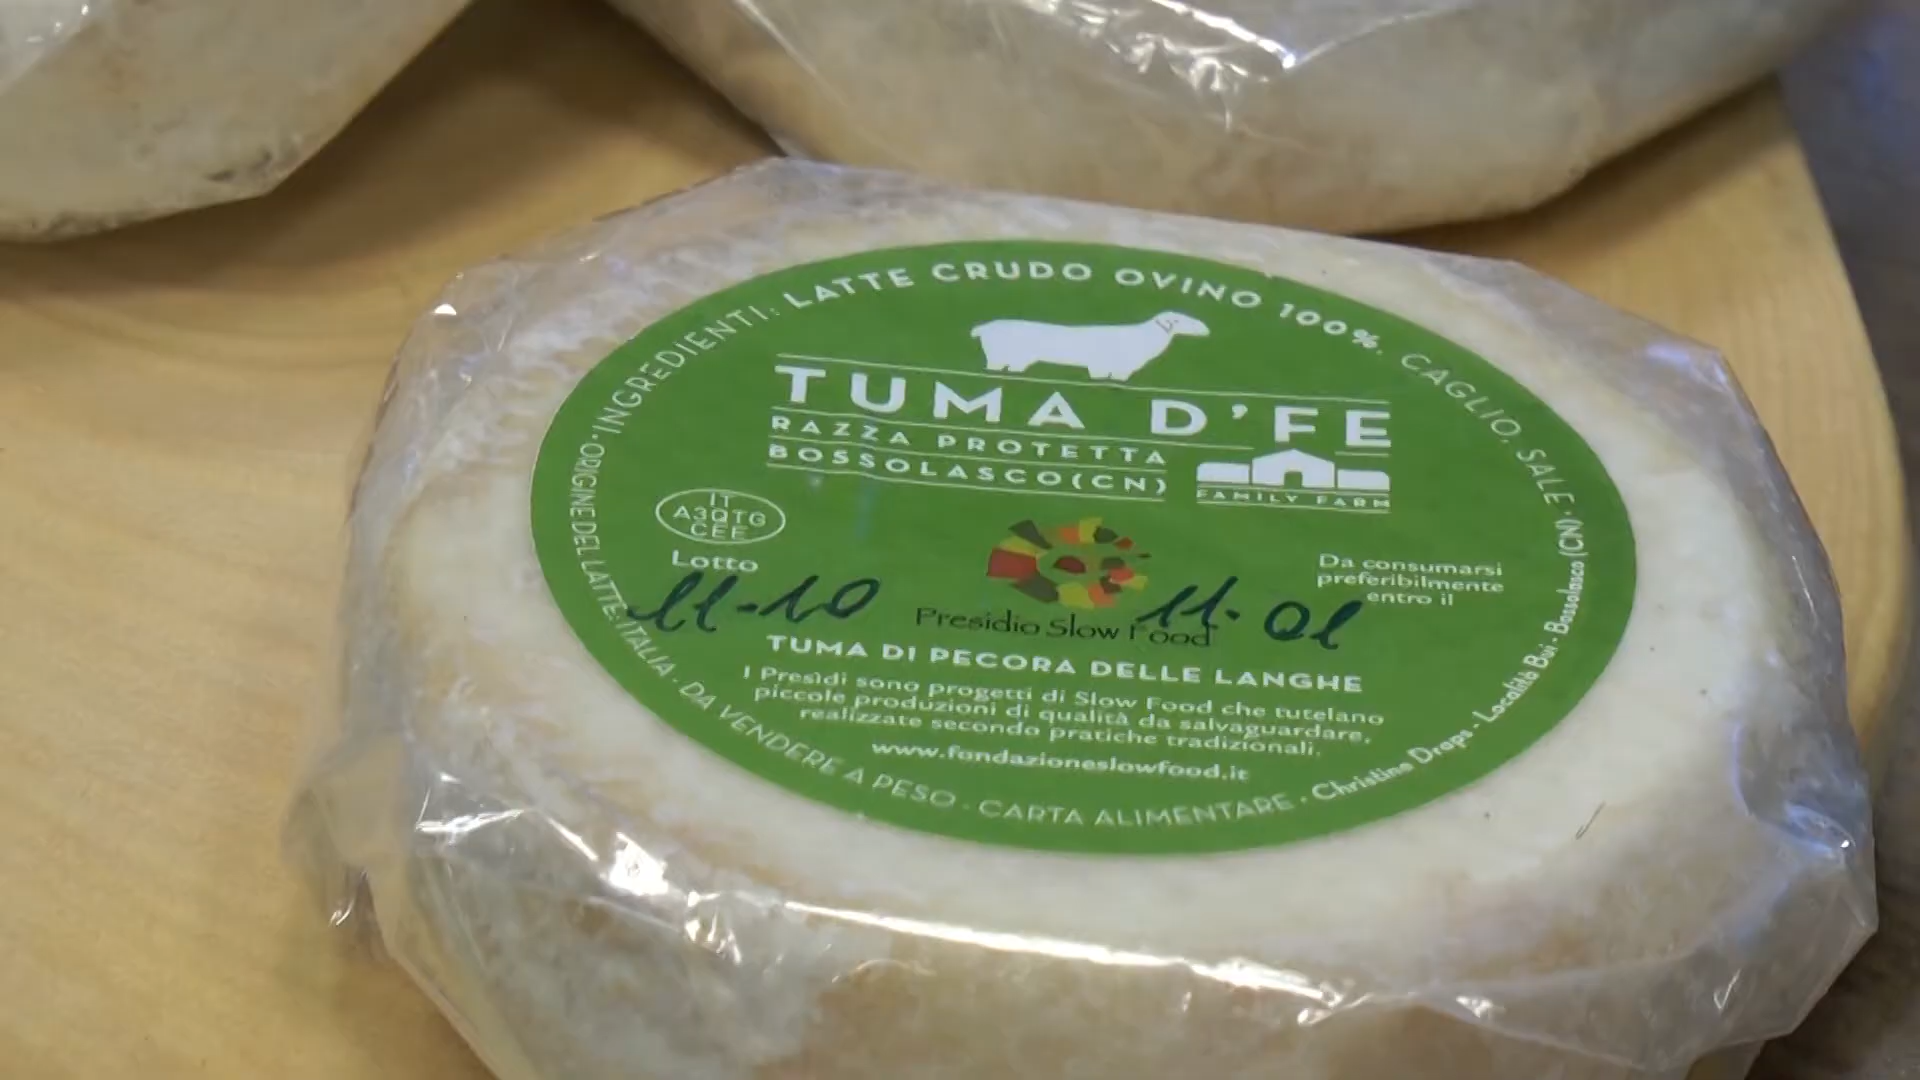 INGREDIENTI: LATTE CRUDO OVINO 100%. CAGLIO, SALE
TUMA D'FE
RAZZA PROTETTA
BOSSOLASCO(CN)
FAMILY FARM
IT
A3QTG
CEE
Lotto
11-10
Presidio Slow Food
Da consumarsi
preferibilmente
entro il
11.01
TUMA DI PECORA DELLE LANGHE
I Presìdi sono progetti di Slow Food che tutelano
piccole produzioni di qualità da salvaguardare,
realizzate secondo pratiche tradizionali.
www.fondazioneslowfood.it
ORIGINE DEL LATTE: ITALIA · DA VENDERE A PESO · CARTA ALIMENTARE · Christine Drops · Località Bui · Bossolasco (CN)